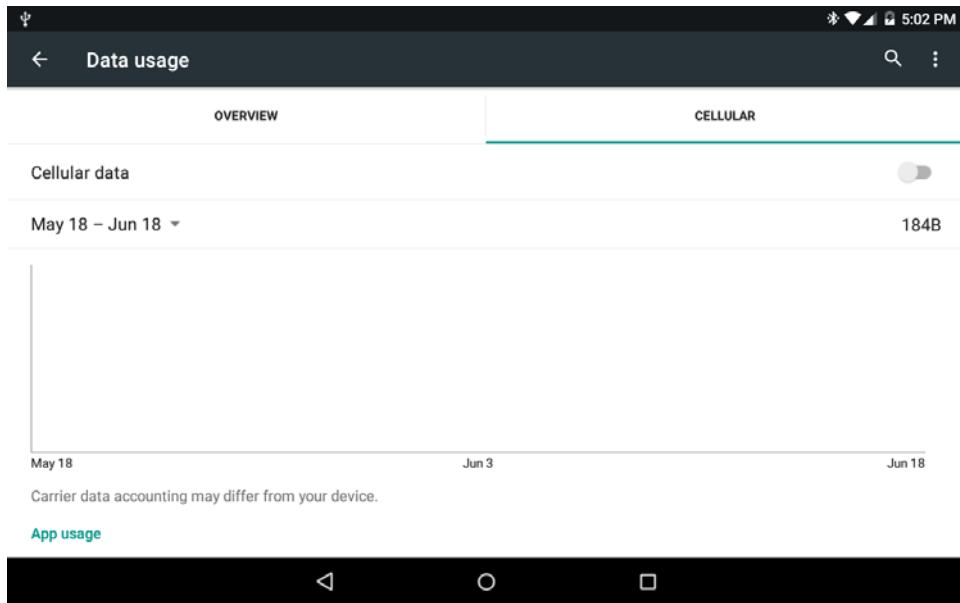 5:02 PM
Data usage
OVERVIEW CELLULAR
Cellular data
May 18 – Jun 18 184B
May 18 Jun 3 Jun 18
Carrier data accounting may differ from your device.
App usage